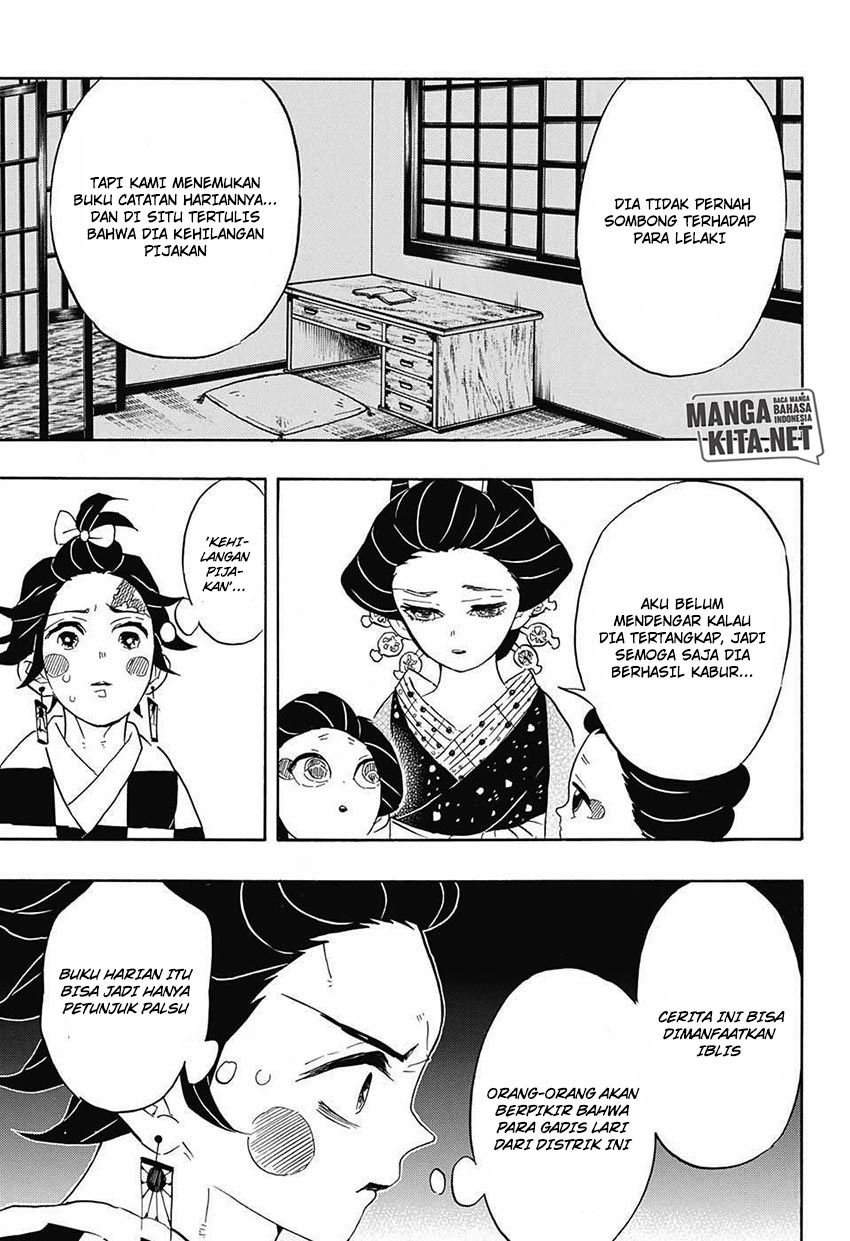 DIA TIDAK PERNAH
SOMBONG TERHADAP
PARA LELAKI
TAPI KAMI MENEMUKAN
BUKU CATATAN HARIANNYA...
DAN DI SITU TERTULIS
BAHWA DIA KEHILANGAN
PIJAKAN
MANGA
KITA.NET
BACA MANGA
BAHASA
INDONESIA
AKU BELUM
MENDENGAR KALAU
DIA TERTANGKAP, JADI
SEMOGA SAJA DIA
BERHASIL KABUR...
'KEHI-
LANGAN
PIJA-
KAN'...
CERITA INI BISA
DIMANFAATKAN
IBLIS
ORANG-ORANG AKAN
BERPIKIR BAHWA
PARA GADIS LARI
DARI DISTRIK INI
BUKU HARIAN ITU
BISA JADI HANYA
PETUNJUK PALSU